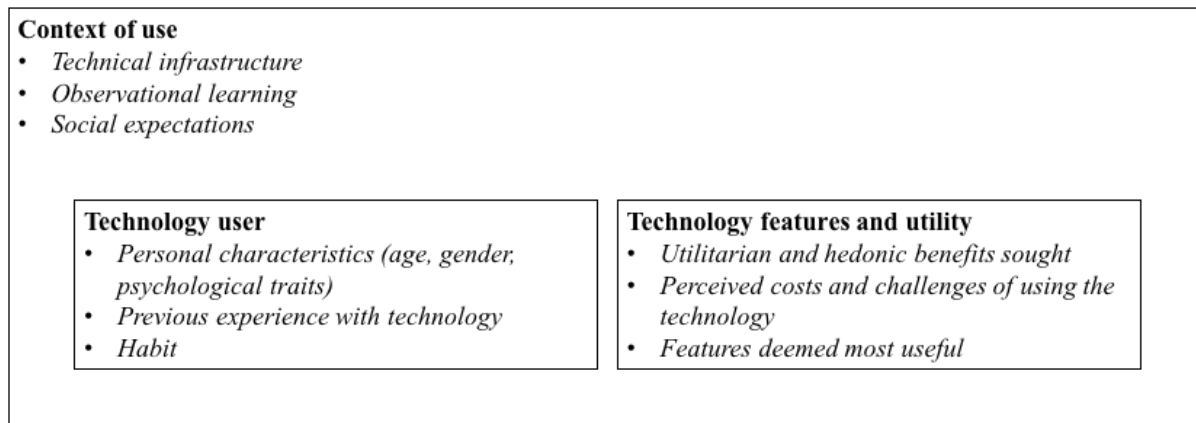 Context of use
• Technical infrastructure
• Observational learning
• Social expectations
Technology user
• Personal characteristics (age, gender,
psychological traits)
• Previous experience with technology
• Habit
Technology features and utility
• Utilitarian and hedonic benefits sought
• Perceived costs and challenges of using the
technology
• Features deemed most useful